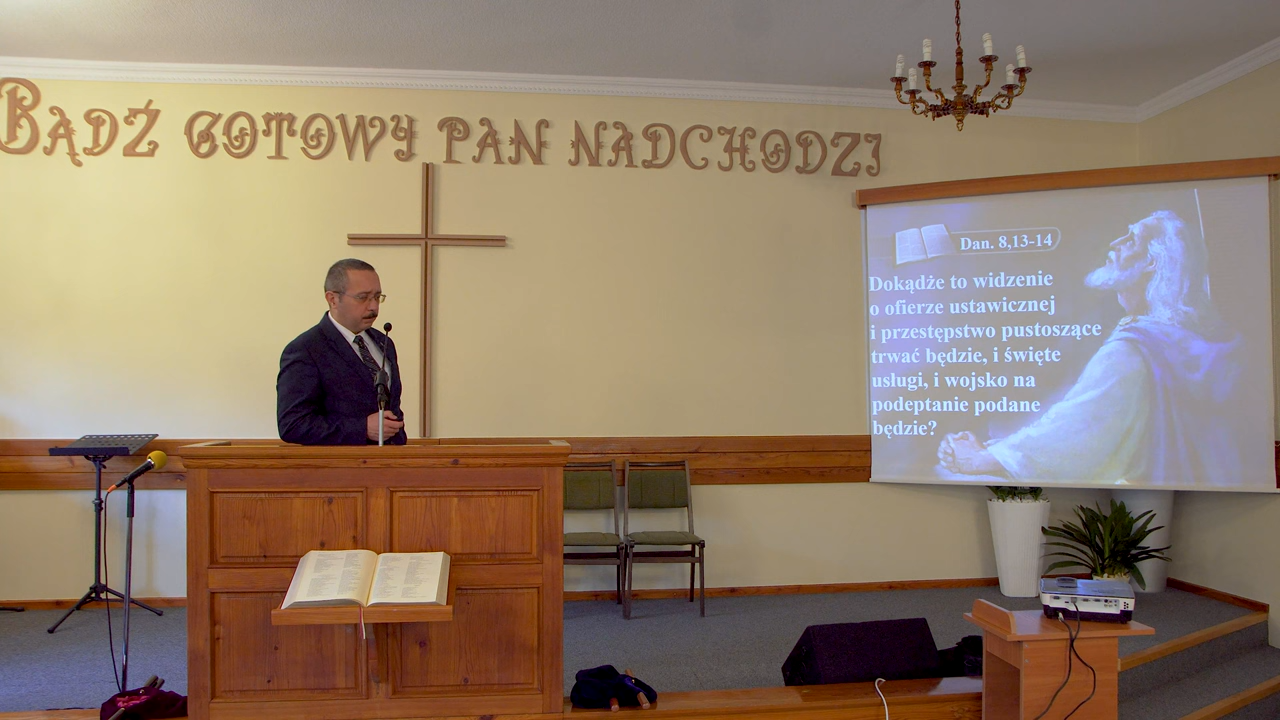 BĄDŹ GOTOWY PAN NADCHODZI
Dan. 8,13-14
Dokądże to widzenie
o ofierze ustawicznej
i przestępstwo pustoszące
trwać będzie, i święte
usługi, i wojsko na
podeptanie podane
będzie?